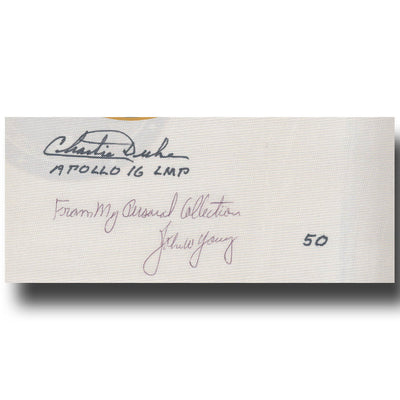 Charlie Duke
APOLLO 16 LMP
From My Personal Collection
John W Young
50